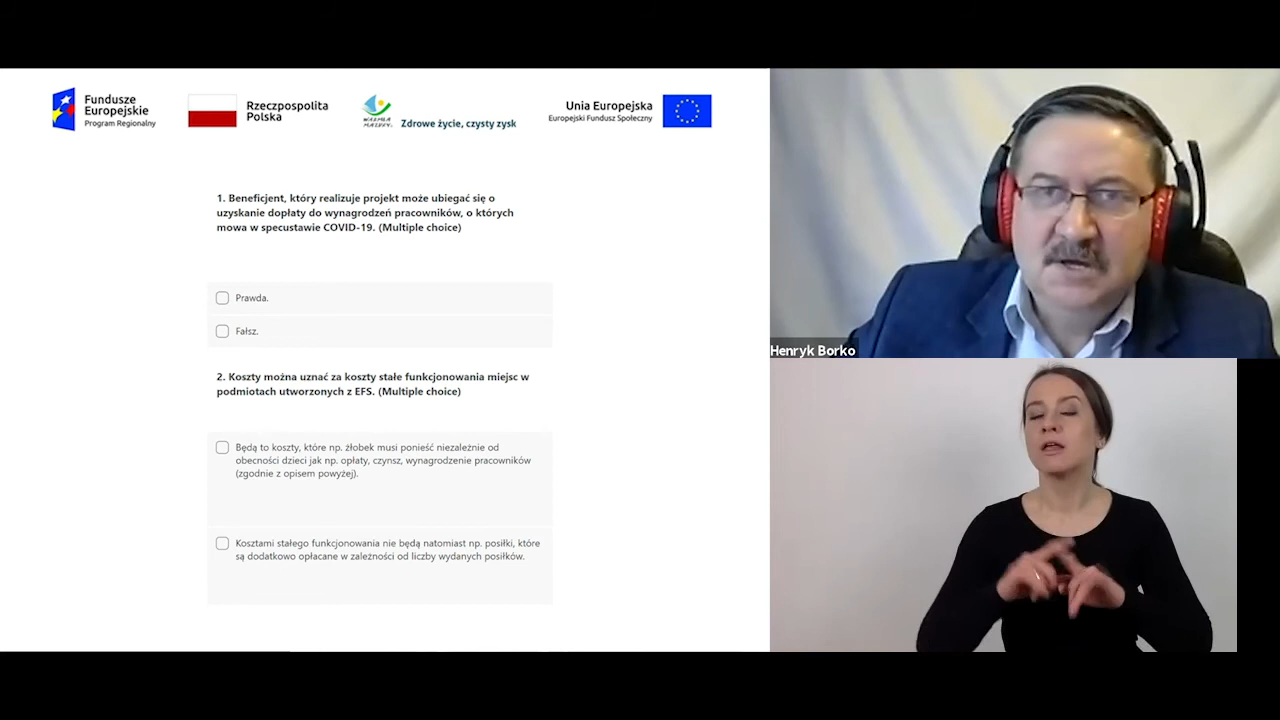 Fundusze
Europejskie
Program Regionalny
Rzeczpospolita
Polska
WARMIA
MAZURY
Zdrowe życie, czysty zysk
Unia Europejska
Europejski Fundusz Społeczny
1. Beneficjent, który realizuje projekt może ubiegać się o
uzyskanie dopłaty do wynagrodzeń pracowników, o których
mowa w specustawie COVID-19. (Multiple choice)
Prawda.
Fałsz.
2. Koszty można uznać za koszty stałe funkcjonowania miejsc w
podmiotach utworzonych z EFS. (Multiple choice)
Będą to koszty, które np. żłobek musi ponieść niezależnie od
obecności dzieci jak np. opłaty, czynsz, wynagrodzenie pracowników
(zgodnie z opisem powyżej).
Kosztami stałego funkcjonowania nie będą natomiast np. posiłki, które
są dodatkowo opłacane w zależności od liczby wydanych posiłków.
Henryk Borko